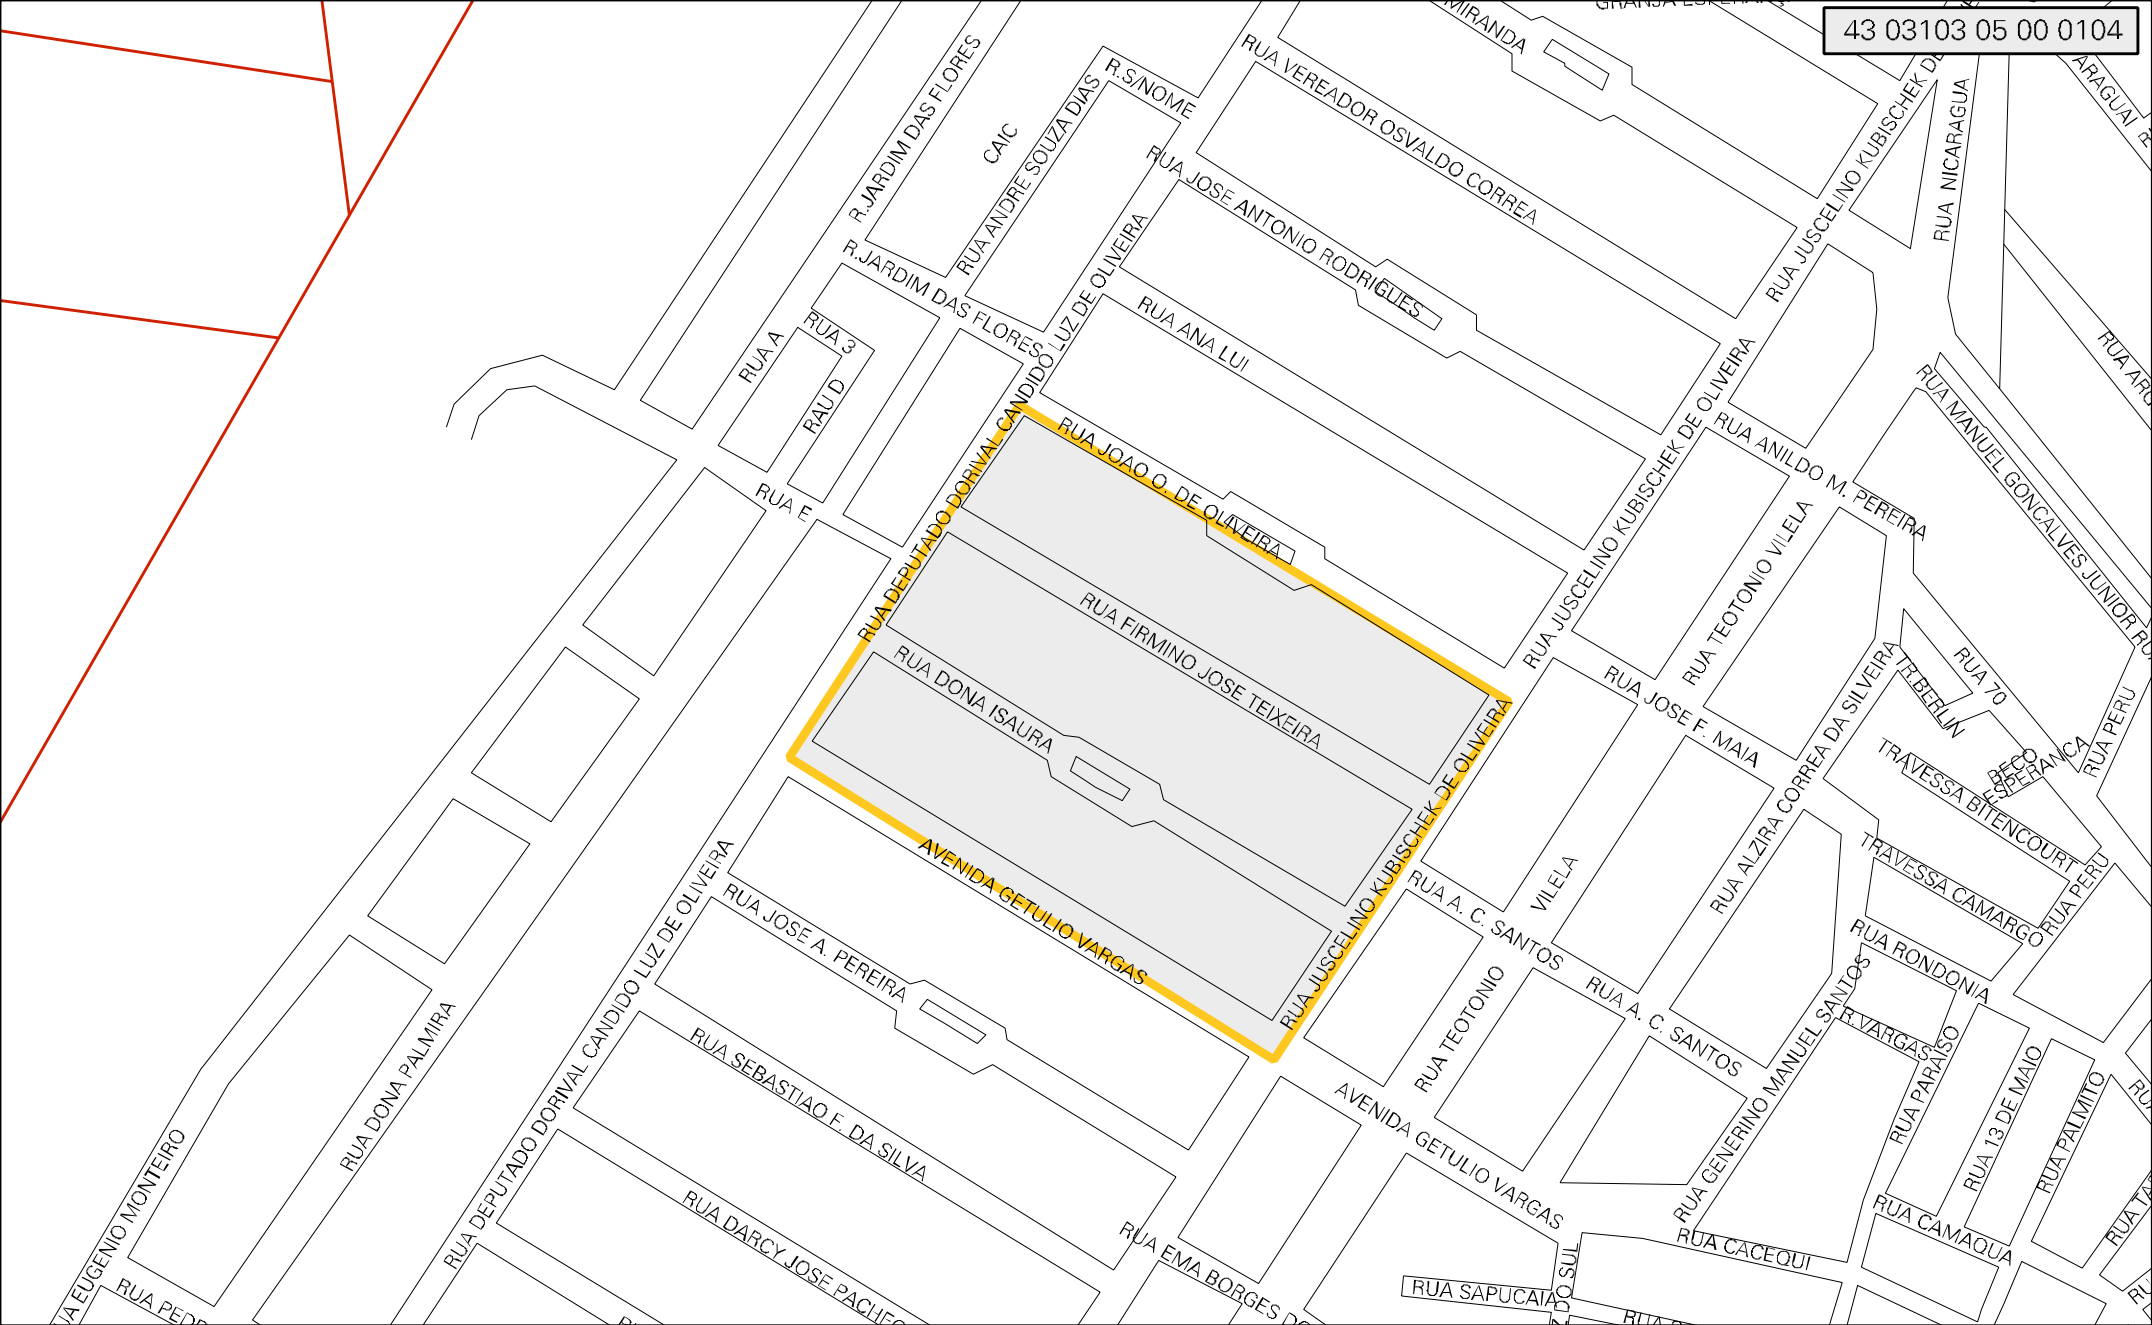 GRANJA ESPERANÇA
43 03103 05 00 0104
MIRANDA
RUA VEREADOR OSVALDO CORREA
R.S/NOME
R.JARDIM DAS FLORES
CAIC
RUA ANDRE SOUZA DIAS
RUA JOSE ANTONIO RODRIGUES
RUA JUSCELINO KUBISCHEK DE
RUA NICARAGUA
ARAGUAI
R.JARDIM DAS FLORES
RUA ANA LUI
RUA A
RUA 3
RAU D
RUA E
RUA DEPUTADO DORIVAL CANDIDO LUZ DE OLIVEIRA
RUA JOAO O. DE OLIVEIRA
RUA JUSCELINO KUBISCHEK DE OLIVEIRA
RUA ANILDO M. PEREIRA
RUA MANUEL GONCALVES JUNIOR
RUA TEOTONIO VILELA
RUA FIRMINO JOSE TEIXEIRA
RUA DONA ISAURA
RUA JOSE F. MAIA
RUA ALZIRA CORREA DA SILVEIRA
TR.BERLIN
RUA 70
RUA PERU
BECO
ESPERANCA
TRAVESSA BITENCOURT
TRAVESSA CAMARGO
RUA PERU
RUA JUSCELINO KUBISCHEK DE OLIVEIRA
AVENIDA GETULIO VARGAS
RUA A. C. SANTOS
VILELA
RUA TEOTONIO
RUA A. C. SANTOS
RUA RONDONIA
RUA GENERINO MANUEL SANTOS
R.VARGAS
RUA PARAISO
RUA 13 DE MAIO
RUA PALMITO
RUA JOSE A. PEREIRA
RUA DEPUTADO DORIVAL CANDIDO LUZ DE OLIVEIRA
RUA SEBASTIAO F. DA SILVA
RUA DONA PALMIRA
RUA DARCY JOSE PACHECO
AVENIDA GETULIO VARGAS
RUA EMA BORGES
RUA CACEQUI
RUA CAMAQUA
RUA SAPUCAIA
DO SUL
RUA EUGENIO MONTEIRO
RUA PEDR